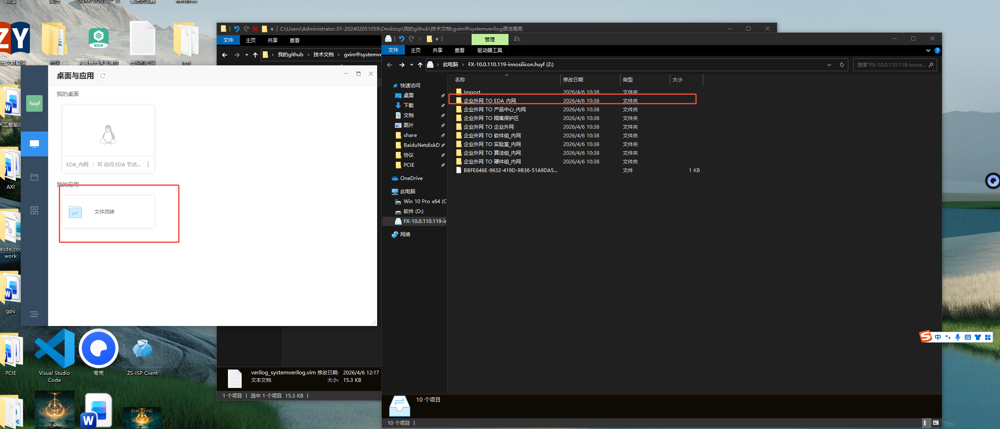 微信
简历
DARK SOULS™ III
星愿浏览器
nerdtree
ZY
播放器
协议
大黄蜂云课堂播放
虚拟机密码
test
C:\Users\Administrator.SY-202402051059\Desktop\我的github\技术文档\gvim中systemverilog语法高亮
文件
主页
共享
查看
我的github
技术文档
gvim中systemve
管理
Z:\
文件
主页
共享
查看
驱动器工具
此电脑
FX-10.0.110.119-innosilicon.huyf (Z:)
搜索"FX-10.0.110.119-innos...
名称
修改日期
类型
大小
快速访问
桌面
下载
文档
图片
share
BaiduNetdiskD
协议
PCIE
OneDrive
此电脑
Win 10 Pro x64 (C
软件 (D:)
FX-10.0.110.119-ir
网络
Import 2026/4/6 10:38 文件夹
企业外网 TO EDA_内网 2026/4/6 10:38 文件夹
企业外网 TO 产品中心_内网 2026/4/6 10:38 文件夹
企业外网 TO 隔离保护区 2026/4/6 10:38 文件夹
企业外网 TO 企业外网 2026/4/6 10:38 文件夹
企业外网 TO 软件组_内网 2026/4/6 10:38 文件夹
企业外网 TO 实验室_内网 2026/4/6 10:38 文件夹
企业外网 TO 算法组_内网 2026/4/6 10:38 文件夹
企业外网 TO 硬件组_内网 2026/4/6 10:38 文件夹
BBFE646E-9632-419D-9B36-51A9DA5... 文件 1 KB
10 个项目
10 个项目
桌面与应用
huyf
我的桌面
EDA_内网 | 可 访问 EDA 节点...
我的应用
文件流转
人工智能
AXI
aude coo
work
gpu
PCIE
Visual Studio
Code
夸克
ZS-ISP Client
ELDEN RING
W
verilog_systemverilog.vim 修改日期: 2026/4/6 12:17
文本文档 大小: 15.3 KB
1 个项目 选中 1 个项目 15.3 KB
中